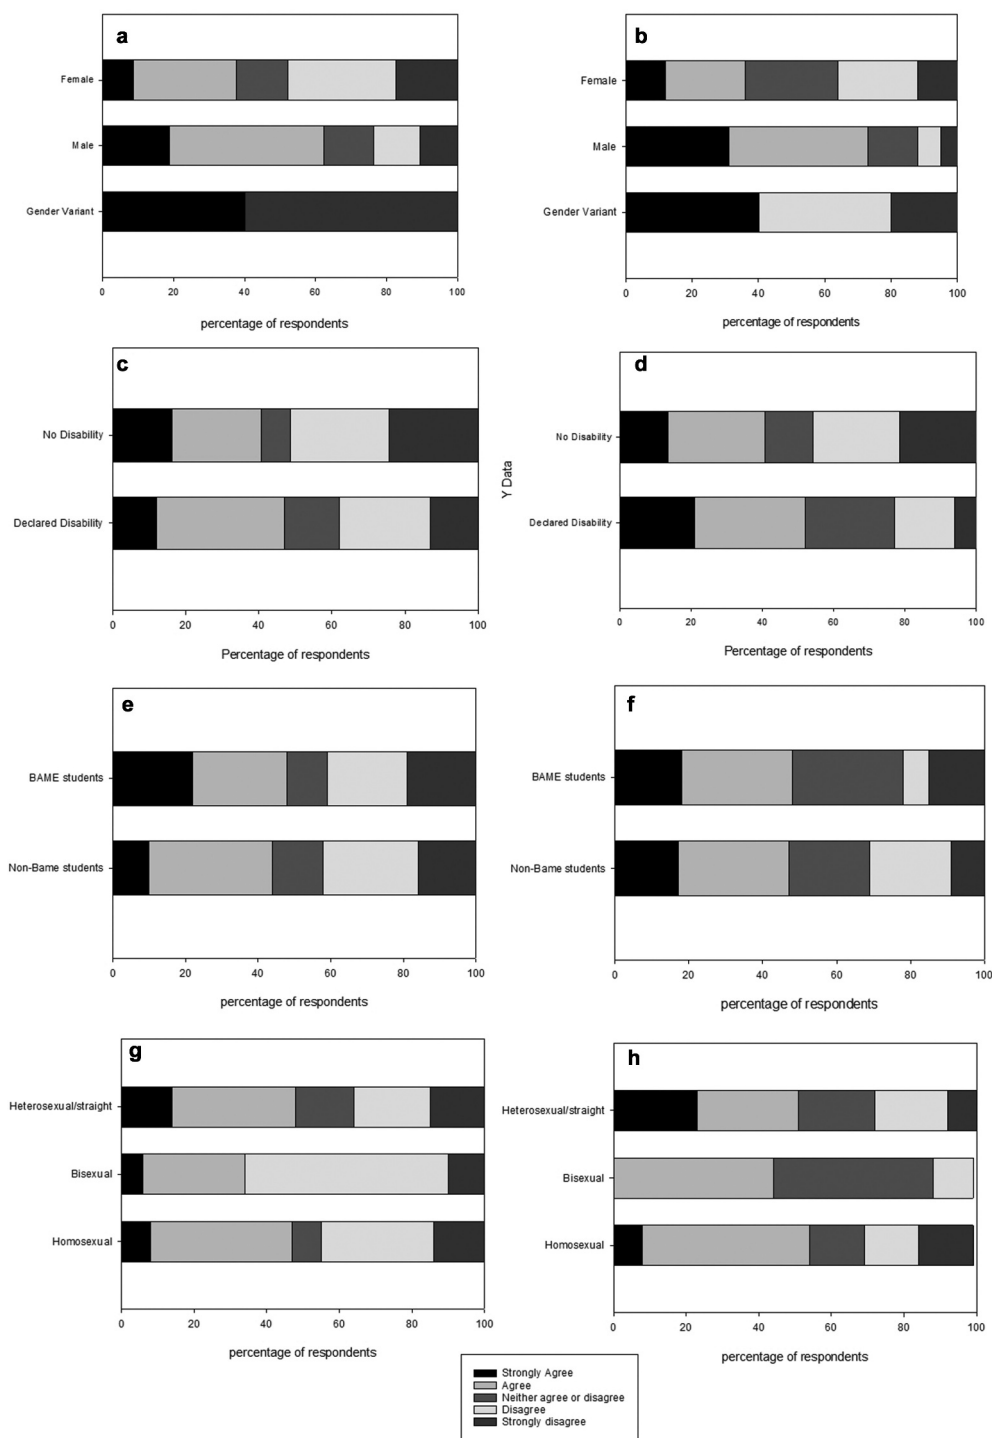 a
Female
Male
Gender Variant
0 20 40 60 80 100
percentage of respondents
b
Female
Male
Gender Variant
0 20 40 60 80 100
percentage of respondents
c
No Disability
Declared Disability
0 20 40 60 80 100
Percentage of respondents
Y Data
d
No Disability
Declared Disability
0 20 40 60 80 100
Percentage of respondents
e
BAME students
Non-Bame students
0 20 40 60 80 100
percentage of respondents
f
BAME students
Non-Bame students
0 20 40 60 80 100
percentage of respondents
g
Heterosexual/straight
Bisexual
Homosexual
0 20 40 60 80 100
percentage of respondents
h
Heterosexual/straight
Bisexual
Homosexual
0 20 40 60 80 100
percentage of respondents
Strongly Agree
Agree
Neither agree or disagree
Disagree
Strongly disagree